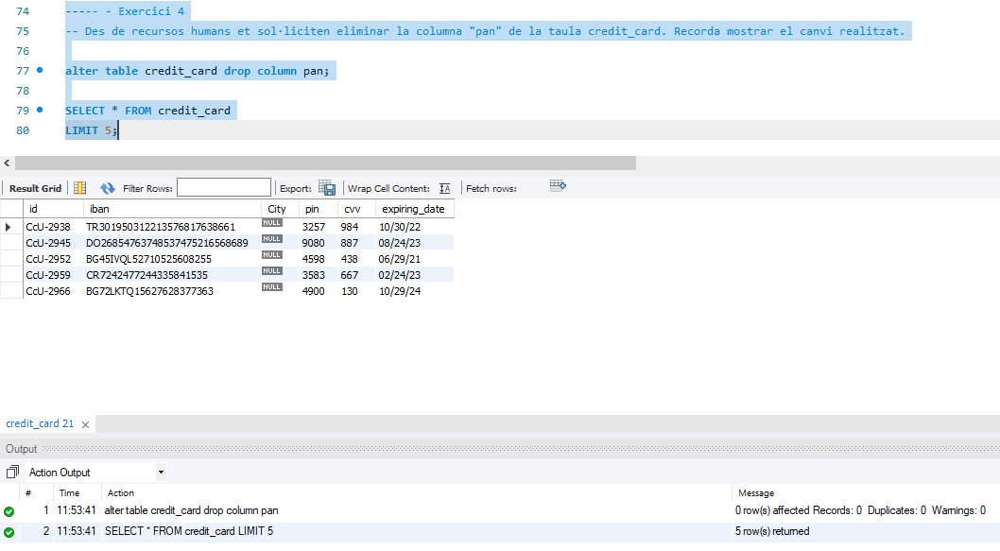 74 ----- - Exercici 4
75 -- Des de recursos humans et sol·liciten eliminar la columna "pan" de la taula credit_card. Recorda mostrar el canvi realitzat.
76
77 alter table credit_card drop column pan;
78
79 SELECT * FROM credit_card
80 LIMIT 5;
Result Grid Filter Rows: Export: Wrap Cell Content: Fetch rows:
id iban City pin cvv expiring_date
CcU-2938 TR301950312213576817638661 NULL 3257 984 10/30/22
CcU-2945 DO26854763748537475216568689 NULL 9080 887 08/24/23
CcU-2952 BG45IVQL52710525608255 NULL 4598 438 06/29/21
CcU-2959 CR7242477244335841535 NULL 3583 667 02/24/23
CcU-2966 BG72LKTQ15627628377363 NULL 4900 130 10/29/24
credit_card 21
Output
Action Output
# Time Action Message
1 11:53:41 alter table credit_card drop column pan 0 row(s) affected Records: 0 Duplicates: 0 Warnings: 0
2 11:53:41 SELECT * FROM credit_card LIMIT 5 5 row(s) returned